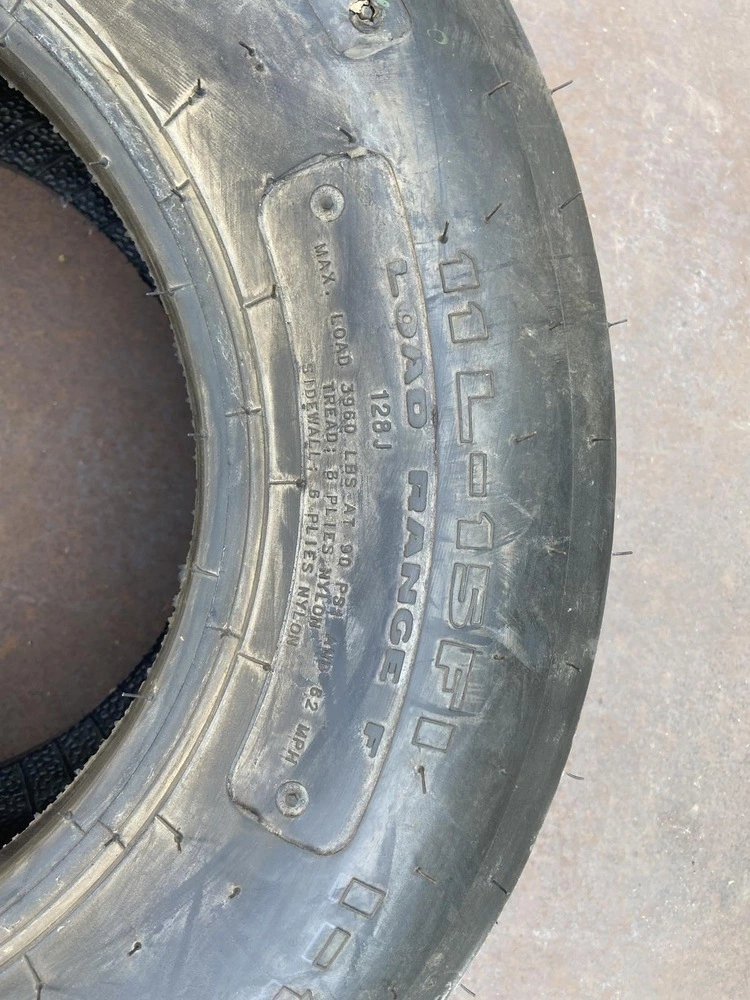 11L-15FI
LOAD RANGE F
128J
MAX. LOAD 3960 LBS AT 90 PSI AND 62 MPH
TREAD: 8 PLIES NYLON
SIDEWALL: 8 PLIES NYLON